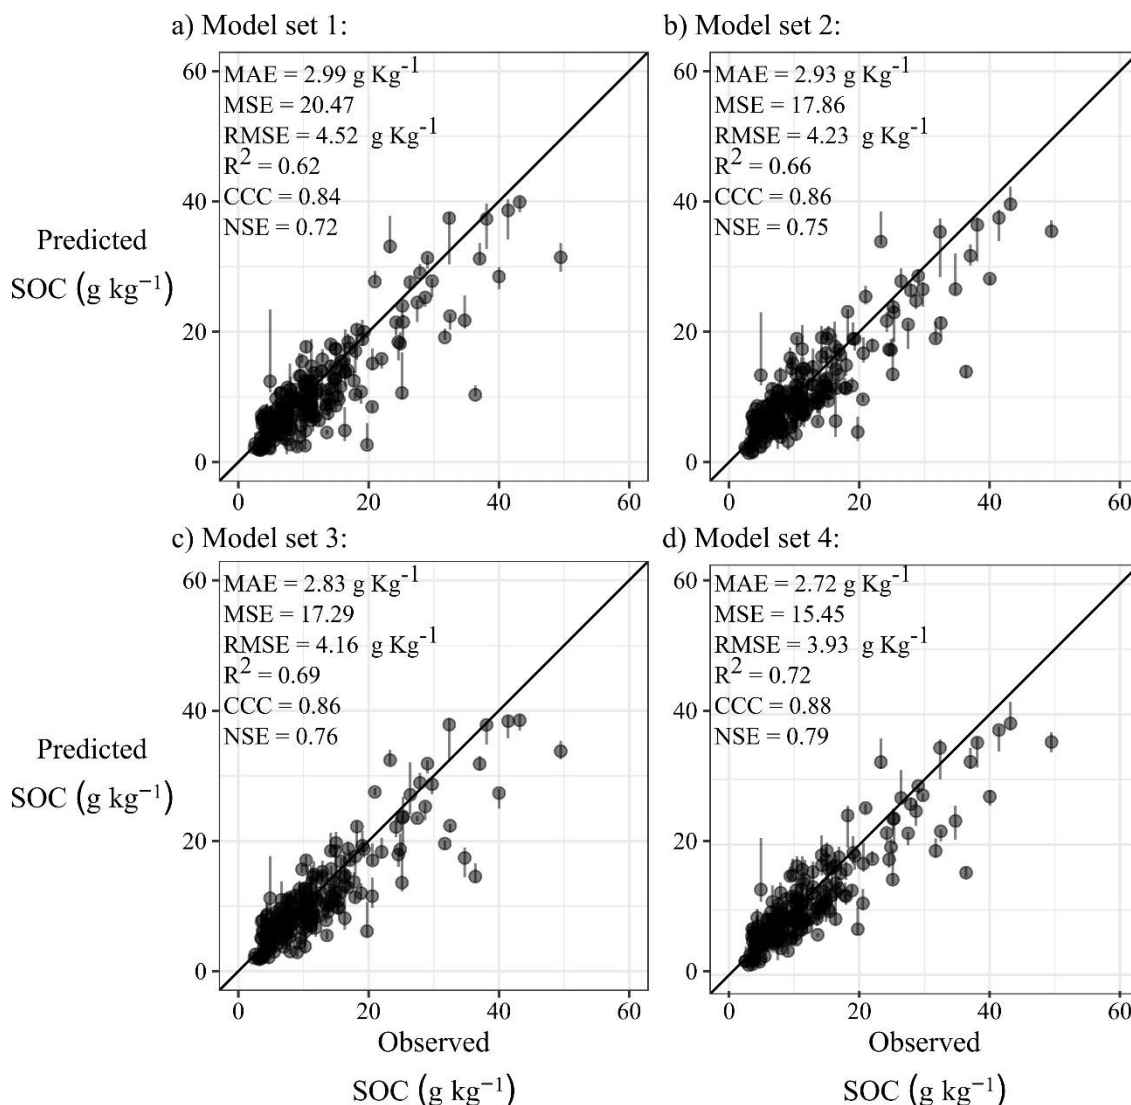 a) Model set 1:
MAE = 2.99 g Kg⁻¹
MSE = 20.47
RMSE = 4.52 g Kg⁻¹
R² = 0.62
CCC = 0.84
NSE = 0.72
Predicted
SOC (g kg⁻¹)
60
40
20
0
0 20 40 60
b) Model set 2:
MAE = 2.93 g Kg⁻¹
MSE = 17.86
RMSE = 4.23 g Kg⁻¹
R² = 0.66
CCC = 0.86
NSE = 0.75
60
40
20
0
0 20 40 60
c) Model set 3:
MAE = 2.83 g Kg⁻¹
MSE = 17.29
RMSE = 4.16 g Kg⁻¹
R² = 0.69
CCC = 0.86
NSE = 0.76
Predicted
SOC (g kg⁻¹)
60
40
20
0
0 20 40 60
Observed
SOC (g kg⁻¹)
d) Model set 4:
MAE = 2.72 g Kg⁻¹
MSE = 15.45
RMSE = 3.93 g Kg⁻¹
R² = 0.72
CCC = 0.88
NSE = 0.79
60
40
20
0
0 20 40 60
Observed
SOC (g kg⁻¹)